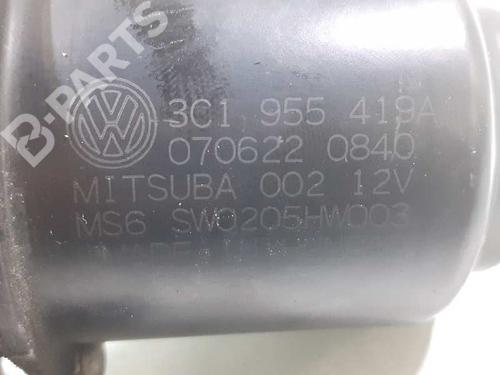 B-PARTS
3C1 955 419A
070622 0840
MITSUBA 002 12V
MS6 SW0205HW003